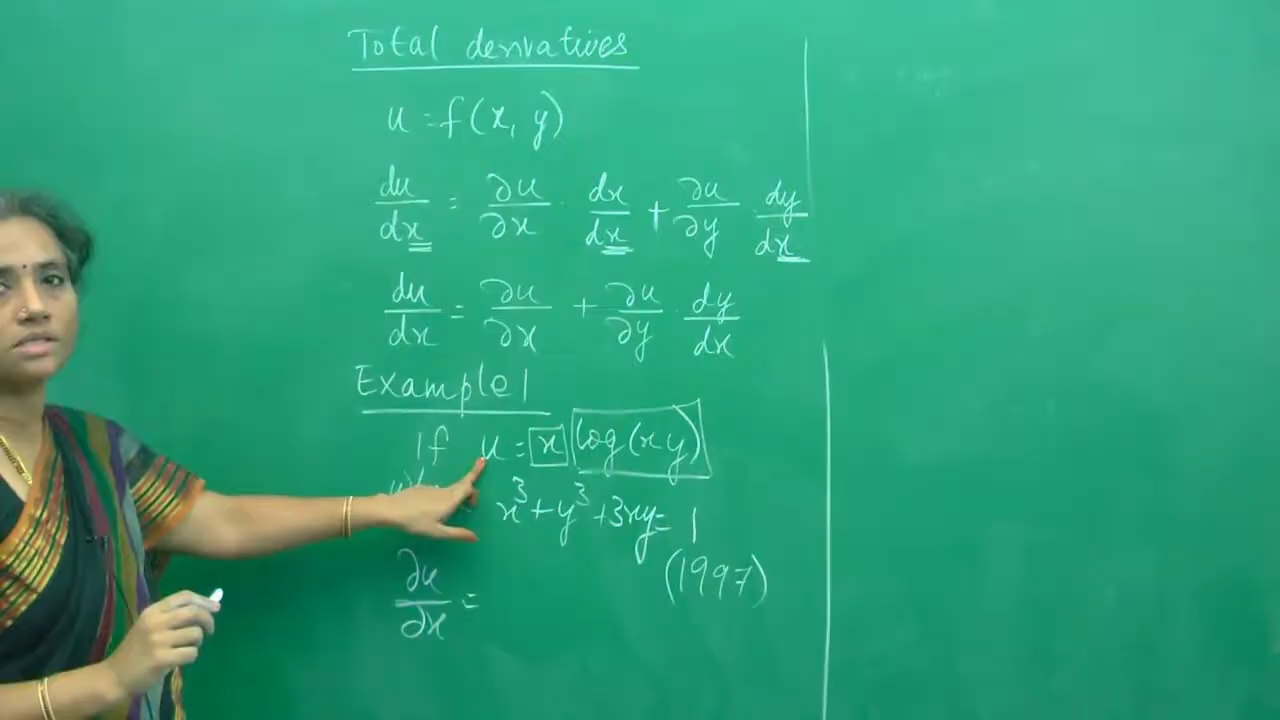 Total derivatives
u = f(x, y)
du/dx = ∂u/∂x · dx/dx + ∂u/∂y · dy/dx
du/dx = ∂u/∂x + ∂u/∂y · dy/dx
Example 1
If u = x log(xy)
x³ + y³ + 3xy = 1
(1997)
∂u/∂x =